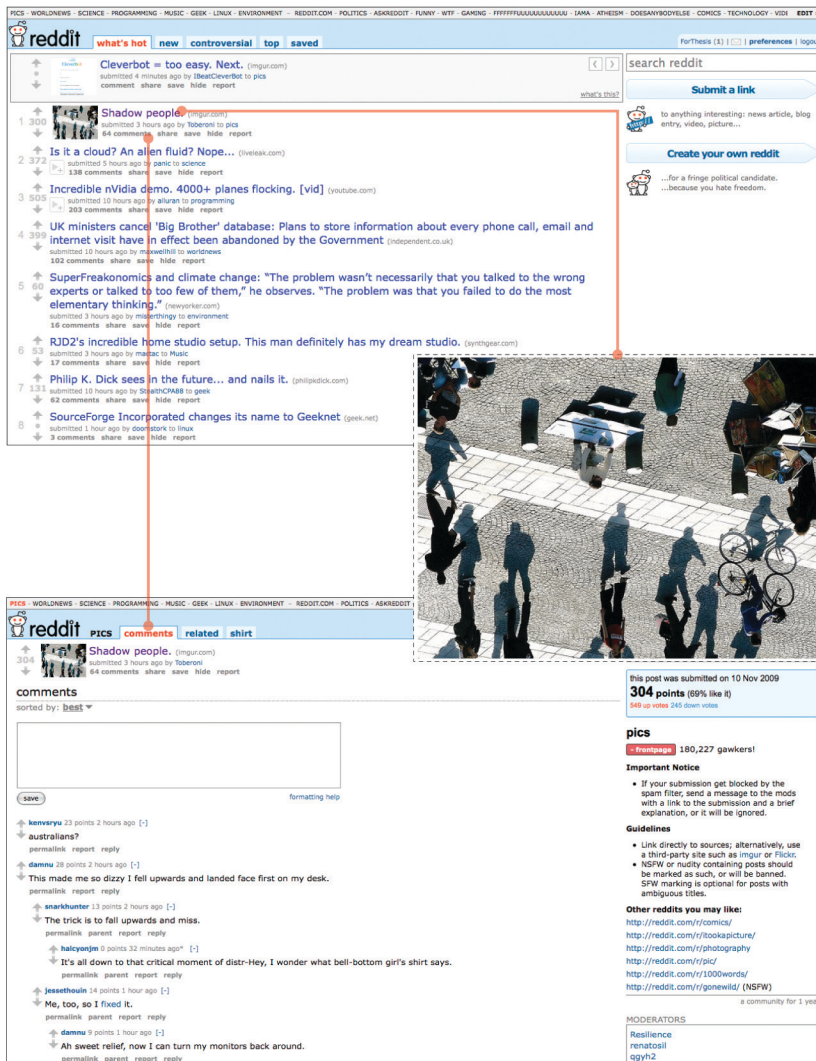 PICS - WORLDNEWS - SCIENCE - PROGRAMMING - MUSIC - GEEK - LINUX - ENVIRONMENT - REDDIT.COM - POLITICS - ASKREDDIT - FUNNY - WTF - GAMING - FFFFFFFUUUUUUUUUUUU - IAMA - ATHEISM - DOESANYBODYELSE - COMICS - TECHNOLOGY - VIDE EDIT
reddit what's hot new controversial top saved
ForThesis (1) | preferences | logou
Cleverbot = too easy. Next. (imgur.com)
submitted 4 minutes ago by IBeatCleverBot to pics
comment share save hide report
what's this?
search reddit
Submit a link
to anything interesting: news article, blog
entry, video, picture...
Create your own reddit
...for a fringe political candidate.
...because you hate freedom.
1 300 Shadow people. (imgur.com)
submitted 3 hours ago by Toberoni to pics
64 comments share save hide report
2 372 Is it a cloud? An alien fluid? Nope... (liveleak.com)
submitted 5 hours ago by panic to science
138 comments share save hide report
3 505 Incredible nVidia demo. 4000+ planes flocking. [vid] (youtube.com)
submitted 10 hours ago by alluran to programming
203 comments share save hide report
4 399 UK ministers cancel 'Big Brother' database: Plans to store information about every phone call, email and
internet visit have in effect been abandoned by the Government (independent.co.uk)
submitted 10 hours ago by maxwellhill to worldnews
102 comments share save hide report
5 60 SuperFreakonomics and climate change: “The problem wasn't necessarily that you talked to the wrong
experts or talked to too few of them,” he observes. “The problem was that you failed to do the most
elementary thinking.” (newyorker.com)
submitted 3 hours ago by misterthingy to environment
16 comments share save hide report
6 53 RJD2's incredible home studio setup. This man definitely has my dream studio. (synthgear.com)
submitted 3 hours ago by mactac to Music
17 comments share save hide report
7 131 Philip K. Dick sees in the future... and nails it. (philipkdick.com)
submitted 10 hours ago by StealthCPA88 to geek
62 comments share save hide report
8 • SourceForge Incorporated changes its name to Geeknet (geek.net)
submitted 1 hour ago by doomstork to linux
3 comments share save hide report
PICS - WORLDNEWS - SCIENCE - PROGRAMMING - MUSIC - GEEK - LINUX - ENVIRONMENT - REDDIT.COM - POLITICS - ASKREDDIT
reddit PICS comments related shirt
304 Shadow people. (imgur.com)
submitted 3 hours ago by Toberoni
64 comments share save hide report
comments
sorted by: best
save
formatting help
kenvsryu 23 points 2 hours ago [-]
australians?
permalink report reply
damnu 28 points 2 hours ago [-]
This made me so dizzy I fell upwards and landed face first on my desk.
permalink report reply
snarkhunter 13 points 2 hours ago [-]
The trick is to fall upwards and miss.
permalink parent report reply
halcyonjm 0 points 32 minutes ago* [-]
It's all down to that critical moment of distr-Hey, I wonder what bell-bottom girl's shirt says.
permalink parent report reply
jessethouin 14 points 1 hour ago [-]
Me, too, so I fixed it.
permalink parent report reply
damnu 9 points 1 hour ago [-]
Ah sweet relief, now I can turn my monitors back around.
permalink parent report reply
this post was submitted on 10 Nov 2009
304 points (69% like it)
549 up votes 245 down votes
pics
- frontpage 180,227 gawkers!
Important Notice
• If your submission get blocked by the
spam filter, send a message to the mods
with a link to the submission and a brief
explanation, or it will be ignored.
Guidelines
• Link directly to sources; alternatively, use
a third-party site such as imgur or Flickr.
• NSFW or nudity containing posts should
be marked as such, or will be banned.
SFW marking is optional for posts with
ambiguous titles.
Other reddits you may like:
http://reddit.com/r/comics/
http://reddit.com/r/itookapicture/
http://reddit.com/r/photography
http://reddit.com/r/pic/
http://reddit.com/r/1000words/
http://reddit.com/r/gonewild/ (NSFW)
a community for 1 yea
MODERATORS
Resilience
renatosil
qgyh2